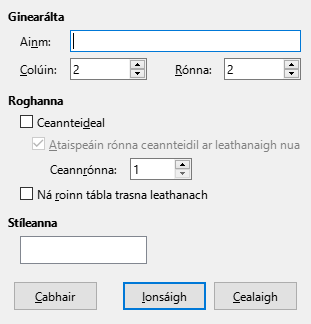 Ginearálta
Ainm:
Colúin: 2 Rónna: 2
Roghanna
Ceannteideal
Ataispeáin rónna ceannteidil ar leathanaigh nua
Ceannrónna: 1
Ná roinn tábla trasna leathanach
Stíleanna
Cabhair Ionsáigh Cealaigh